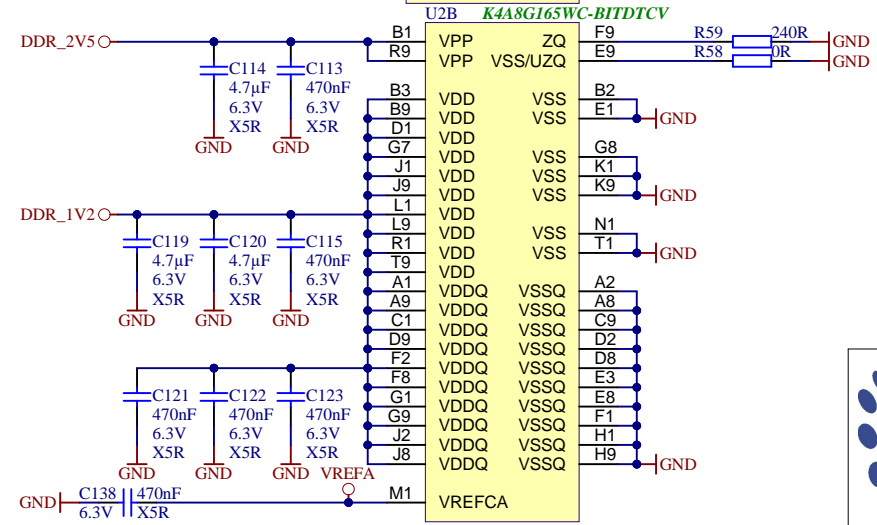 U2B K4A8G165WC-BITDTCV
DDR_2V5
B1 VPP ZQ F9 R59 240R GND
R9 VPP VSS/UZQ E9 R58 0R GND
C114 C113
4.7µF 470nF
6.3V 6.3V
X5R X5R
GND GND
B3 VDD VSS B2
B9 VDD VSS E1 GND
D1 VDD
G7 VDD VSS G8
J1 VDD VSS K1
J9 VDD VSS K9 GND
DDR_1V2 L1 VDD
L9 VDD VSS N1
R1 VDD VSS T1 GND
T9 VDD
C119 C120 C115
4.7µF 4.7µF 470nF
6.3V 6.3V 6.3V
X5R X5R X5R
GND GND GND
A1 VDDQ VSSQ A2
A9 VDDQ VSSQ A8
C1 VDDQ VSSQ C9
D9 VDDQ VSSQ D2
F2 VDDQ VSSQ D8
F8 VDDQ VSSQ E3
G1 VDDQ VSSQ E8
G9 VDDQ VSSQ F1
J2 VDDQ VSSQ H1
J8 VDDQ VSSQ H9 GND
C121 C122 C123
470nF 470nF 470nF
6.3V 6.3V 6.3V
X5R X5R X5R
GND GND GND VREFA
GND C138 470nF M1 VREFCA
6.3V X5R